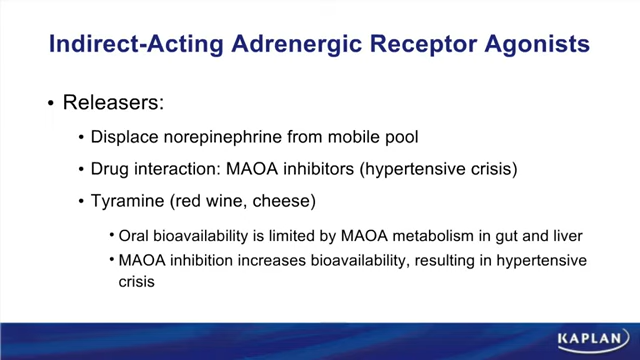 Indirect-Acting Adrenergic Receptor Agonists
• Releasers:
• Displace norepinephrine from mobile pool
• Drug interaction: MAOA inhibitors (hypertensive crisis)
• Tyramine (red wine, cheese)
• Oral bioavailability is limited by MAOA metabolism in gut and liver
• MAOA inhibition increases bioavailability, resulting in hypertensive
crisis
KAPLAN